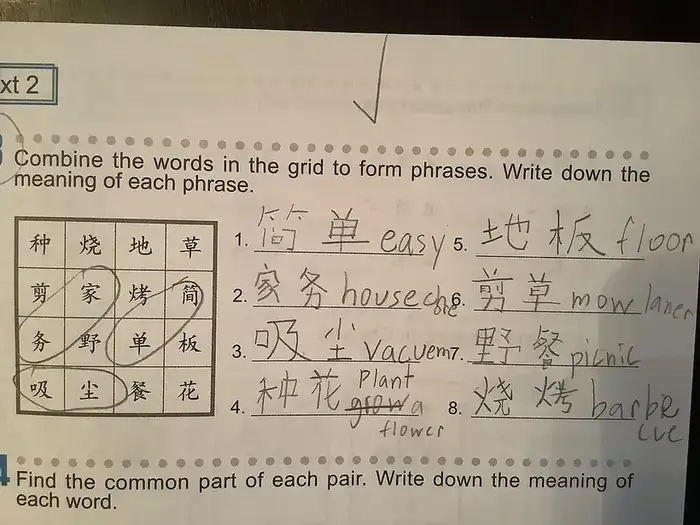 xt 2
Combine the words in the grid to form phrases. Write down the
meaning of each phrase.
种 烧 地 草
剪 家 烤 简
务 野 单 板
吸 尘 餐 花
1. 简单 easy
2. 家务 housechore
3. 吸尘 Vacuem
4. 种花 Plant grow a flower
5. 地板 floor
6. 剪草 mow laner
7. 野餐 picnic
8. 烧烤 barbecue
4 Find the common part of each pair. Write down the meaning of
each word.